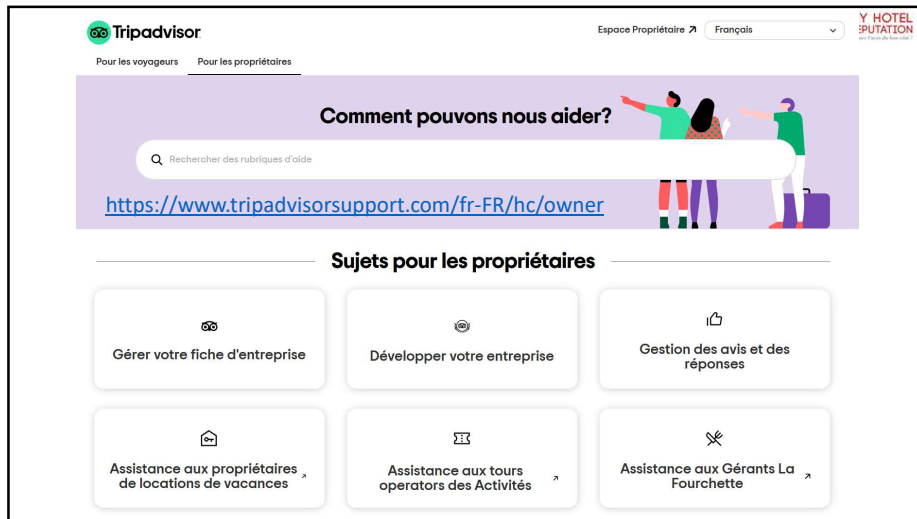 Tripadvisor
Espace Propriétaire
Français
Y HOTEL
EPUTATION
Pour les voyageurs
Pour les propriétaires
Comment pouvons nous aider?
Rechercher des rubriques d'aide
https://www.tripadvisorsupport.com/fr-FR/hc/owner
Sujets pour les propriétaires
Gérer votre fiche d'entreprise
Développer votre entreprise
Gestion des avis et des
réponses
Assistance aux propriétaires
de locations de vacances
Assistance aux tours
operators des Activités
Assistance aux Gérants La
Fourchette